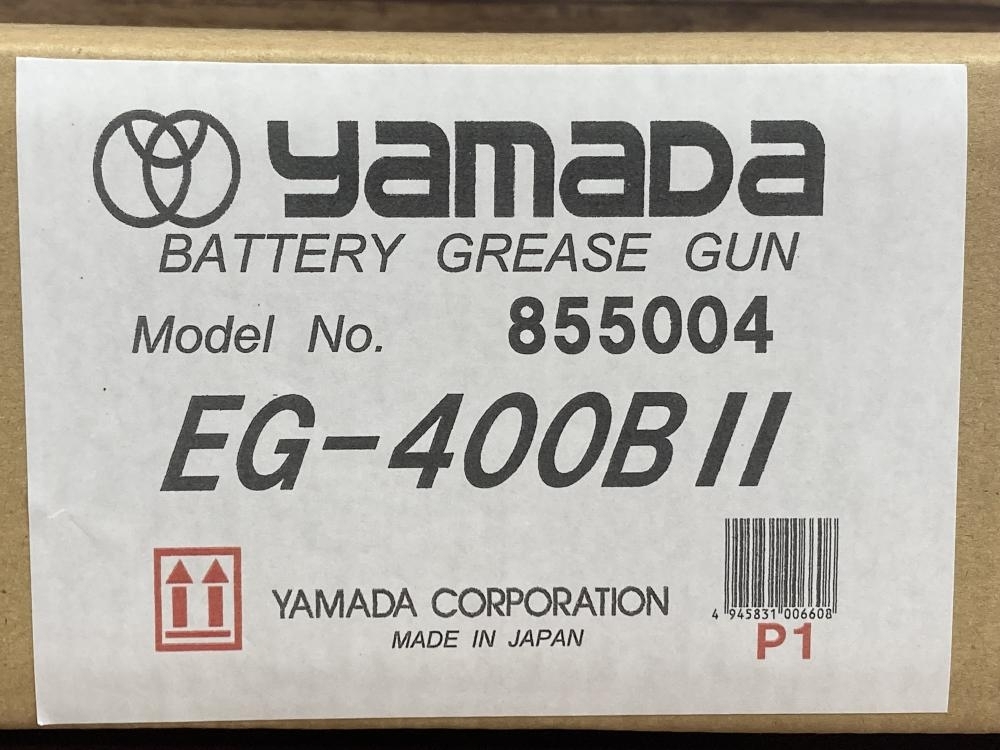 yamada
BATTERY GREASE GUN
Model No. 855004
EG-400BII
YAMADA CORPORATION
MADE IN JAPAN
4 945831 006608
P1